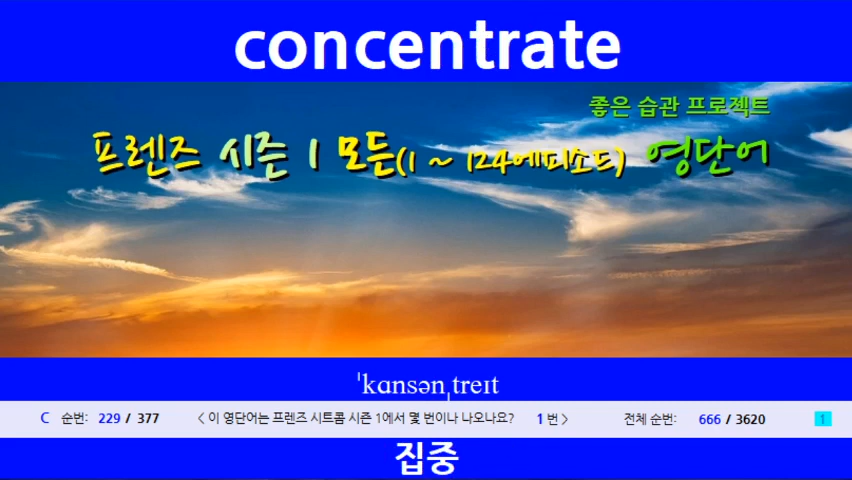 concentrate
좋은 습관 프로젝트
프렌즈 시즌 1 모든(1 ~ 124에피소드) 영단어
ˈkɑnsənˌtreɪt
C 순번: 229 / 377 < 이 영단어는 프렌즈 시트콤 시즌 1에서 몇 번이나 나오나요? 1 번 > 전체 순번: 666 / 3620 1
집중